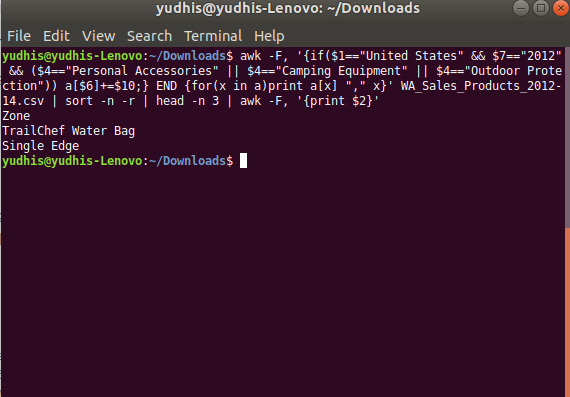 yudhis@yudhis-Lenovo: ~/Downloads
File Edit View Search Terminal Help
yudhis@yudhis-Lenovo:~/Downloads$ awk -F, '{if($1=="United States" && $7=="2012"
 && ($4=="Personal Accessories" || $4=="Camping Equipment" || $4=="Outdoor Prote
ction")) a[$6]+=$10;} END {for(x in a)print a[x] "," x}' WA_Sales_Products_2012-
14.csv | sort -n -r | head -n 3 | awk -F, '{print $2}'
Zone
TrailChef Water Bag
Single Edge
yudhis@yudhis-Lenovo:~/Downloads$